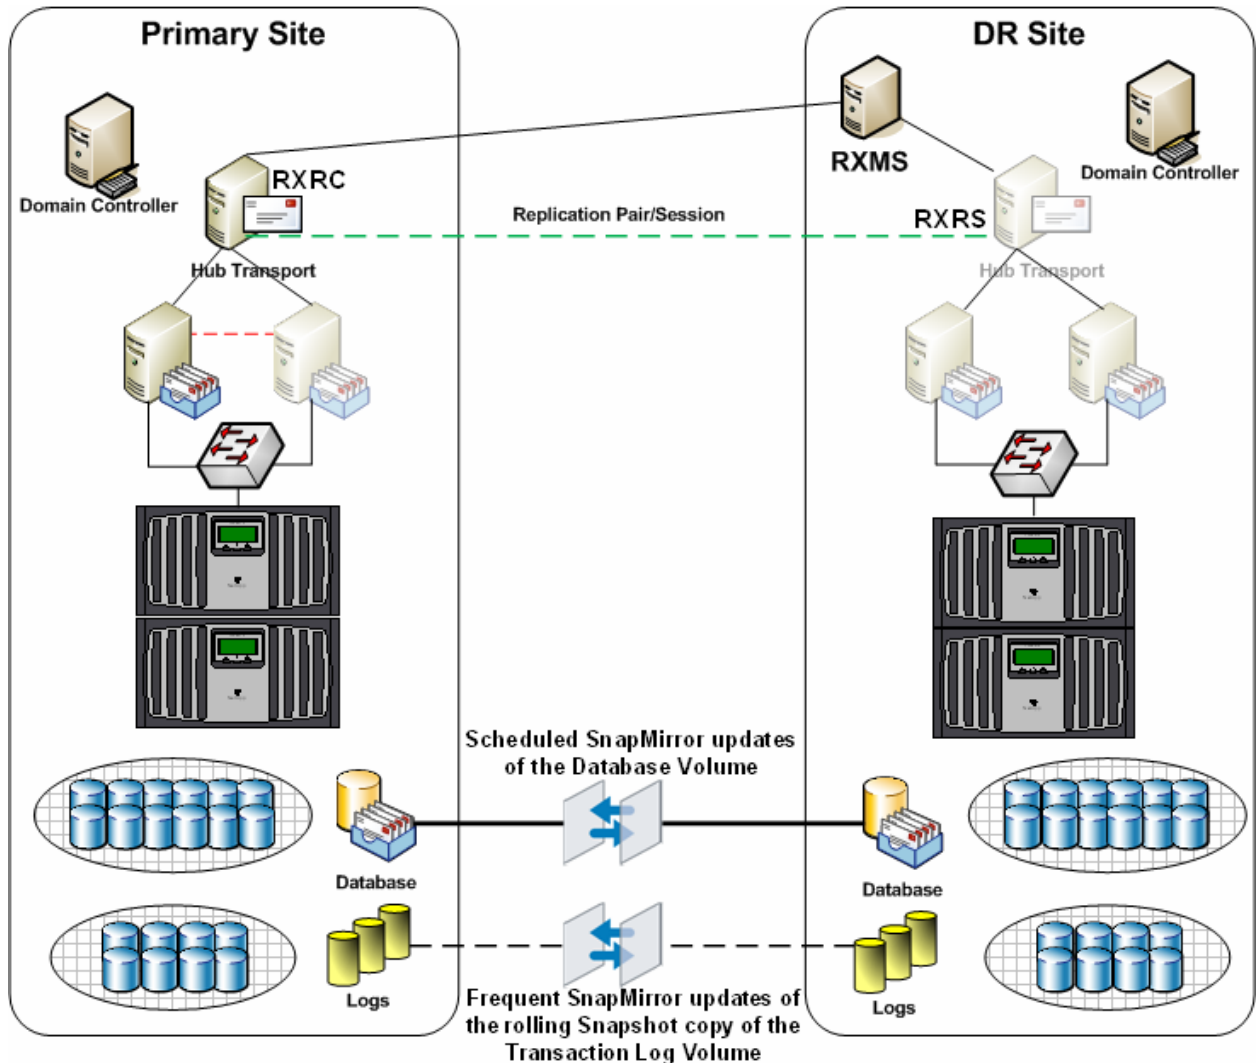 Primary Site
DR Site
RXMS
Domain Controller
RXRC
Domain Controller
Replication Pair/Session
RXRS
Hub Transport
Hub Transport
Scheduled SnapMirror updates
of the Database Volume
Database
Database
Logs
Logs
Frequent SnapMirror updates of
the rolling Snapshot copy of the
Transaction Log Volume